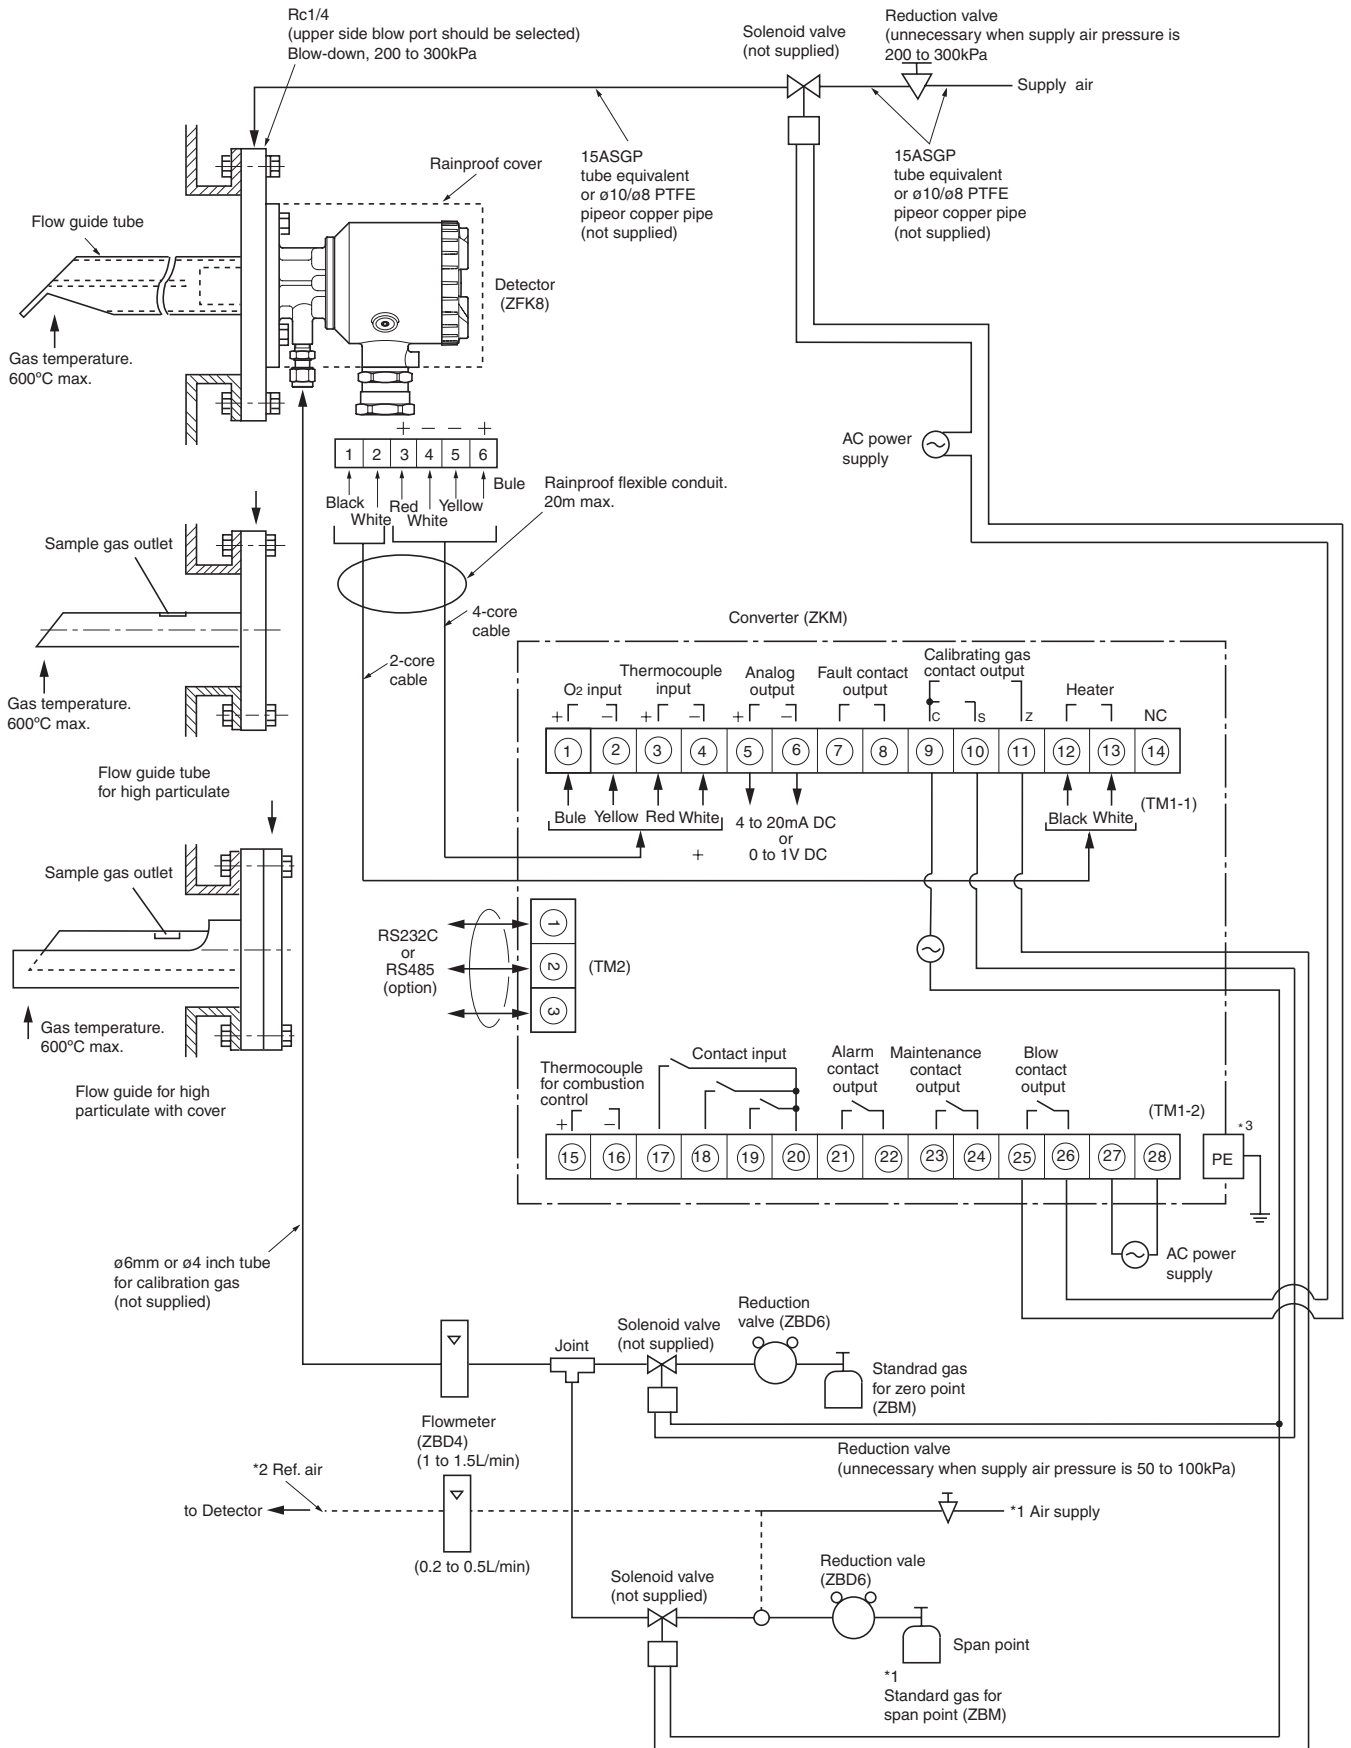 Rc1/4
(upper side blow port should be selected)
Blow-down, 200 to 300kPa
Solenoid valve
(not supplied)
Reduction valve
(unnecessary when supply air pressure is
200 to 300kPa
Supply air
15ASGP
tube equivalent
or ø10/ø8 PTFE
pipeor copper pipe
(not supplied)
15ASGP
tube equivalent
or ø10/ø8 PTFE
pipeor copper pipe
(not supplied)
Rainproof cover
Flow guide tube
Detector
(ZFK8)
Gas temperature.
600°C max.
AC power
supply
+ − − +
1 2 3 4 5 6
Black
White
Red
White
Yellow
Bule
Rainproof flexible conduit.
20m max.
Sample gas outlet
4-core
cable
2-core
cable
Gas temperature.
600°C max.
Flow guide tube
for high particulate
Converter (ZKM)
O2 input
Thermocouple
input
Analog
output
Fault contact
output
Calibrating gas
contact output
Heater
NC
+ − + − + − C S Z
1 2 3 4 5 6 7 8 9 10 11 12 13 14
(TM1-1)
Bule Yellow Red White
+
4 to 20mA DC
or
0 to 1V DC
Black White
Sample gas outlet
RS232C
or
RS485
(option)
1
2
3
(TM2)
Gas temperature.
600°C max.
Flow guide for high
particulate with cover
Thermocouple
for combustion
control
Contact input
Alarm
contact
output
Maintenance
contact
output
Blow
contact
output
(TM1-2)
+ −
15 16 17 18 19 20 21 22 23 24 25 26 27 28
*3
PE
AC power
supply
ø6mm or ø4 inch tube
for calibration gas
(not supplied)
Joint
Solenoid valve
(not supplied)
Reduction
valve (ZBD6)
Standrad gas
for zero point
(ZBM)
Flowmeter
(ZBD4)
(1 to 1.5L/min)
Reduction valve
(unnecessary when supply air pressure is 50 to 100kPa)
*2 Ref. air
to Detector
*1 Air supply
(0.2 to 0.5L/min)
Solenoid valve
(not supplied)
Reduction vale
(ZBD6)
Span point
*1
Standard gas for
span point (ZBM)